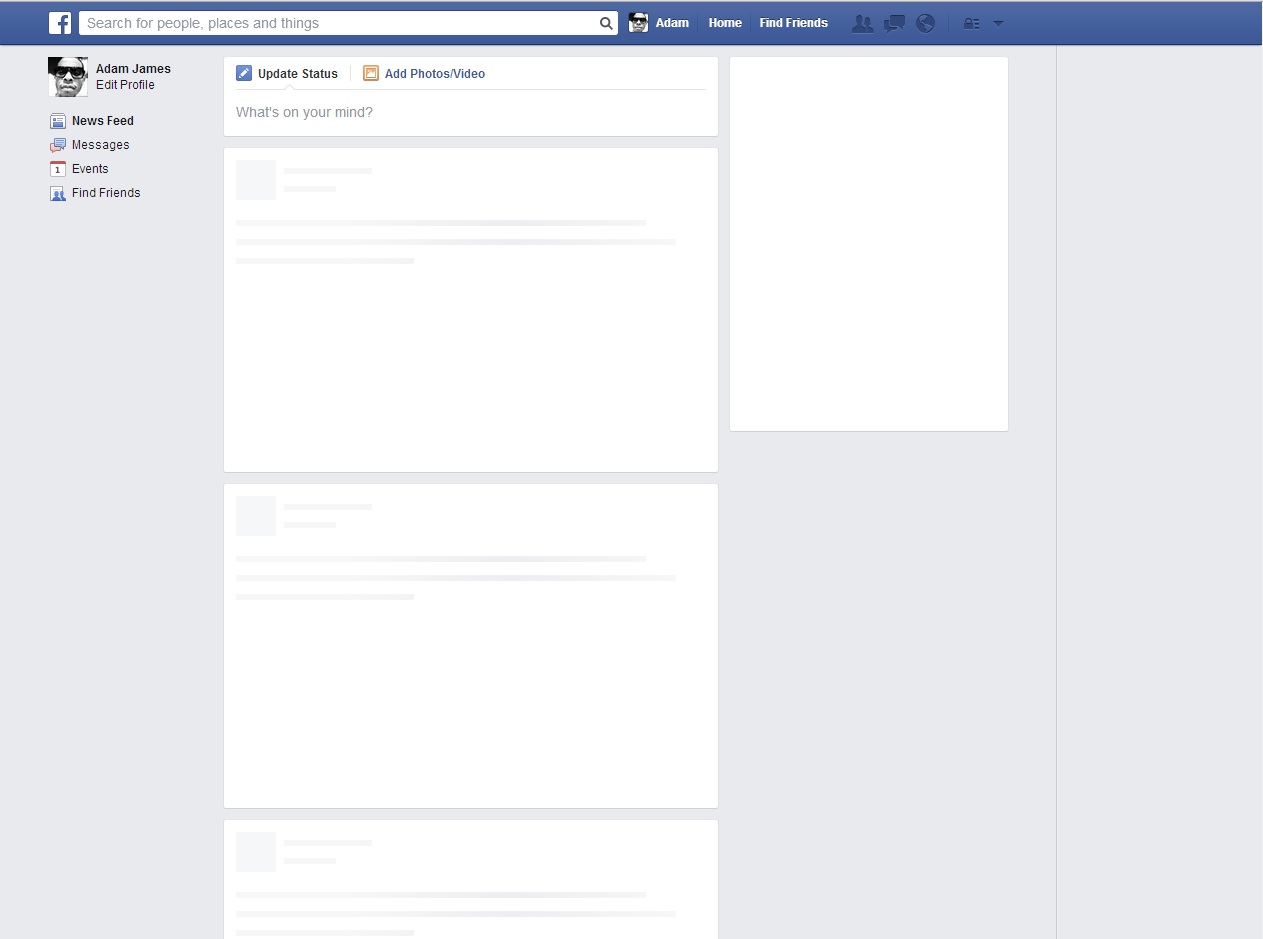 Search for people, places and things
Adam Home Find Friends
Adam James
Edit Profile
News Feed
Messages
1 Events
Find Friends
Update Status Add Photos/Video
What's on your mind?